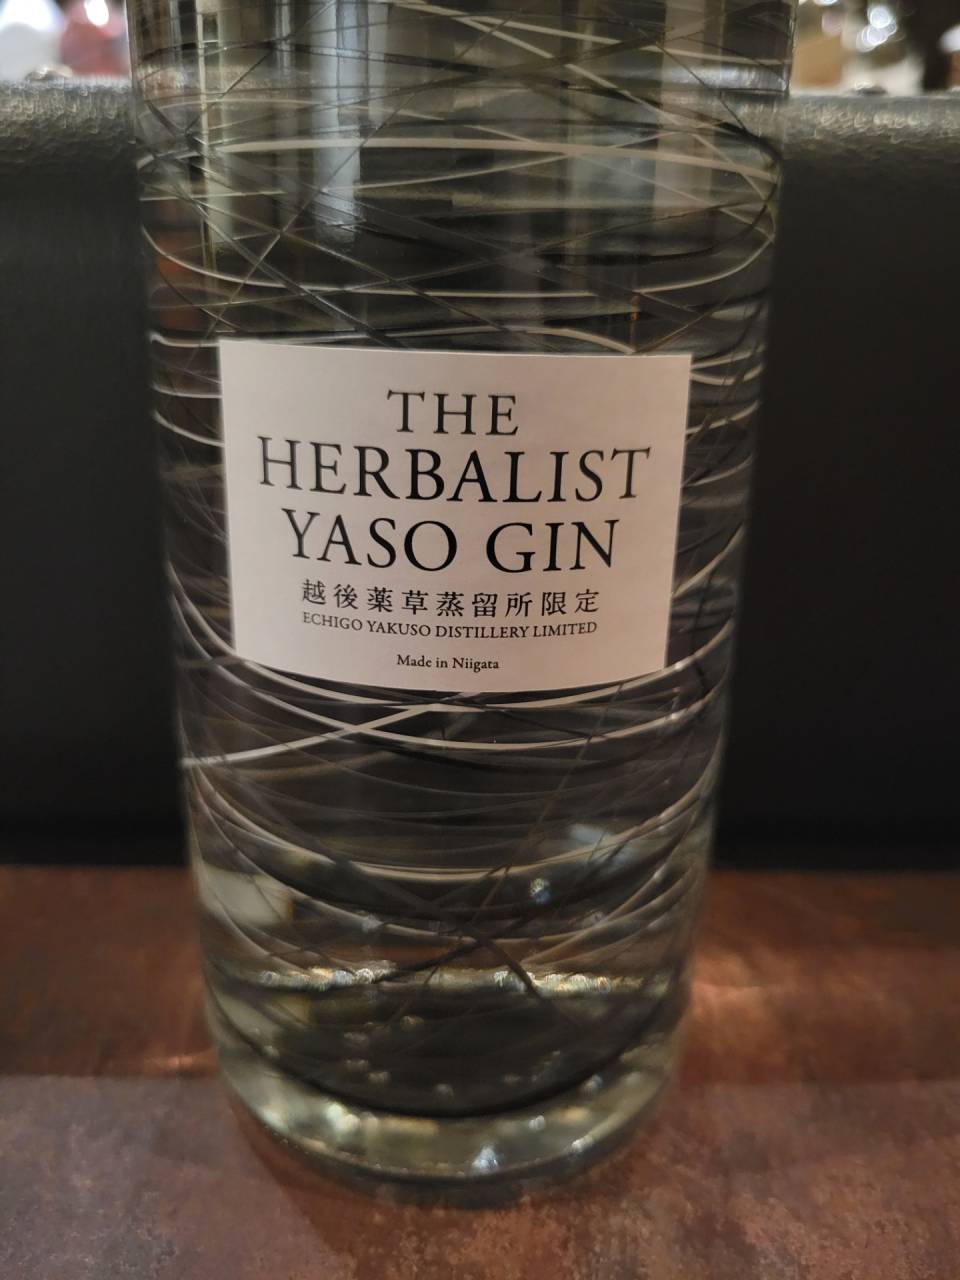 THE
HERBALIST
YASO GIN
越後薬草蒸留所限定
ECHIGO YAKUSO DISTILLERY LIMITED
Made in Niigata